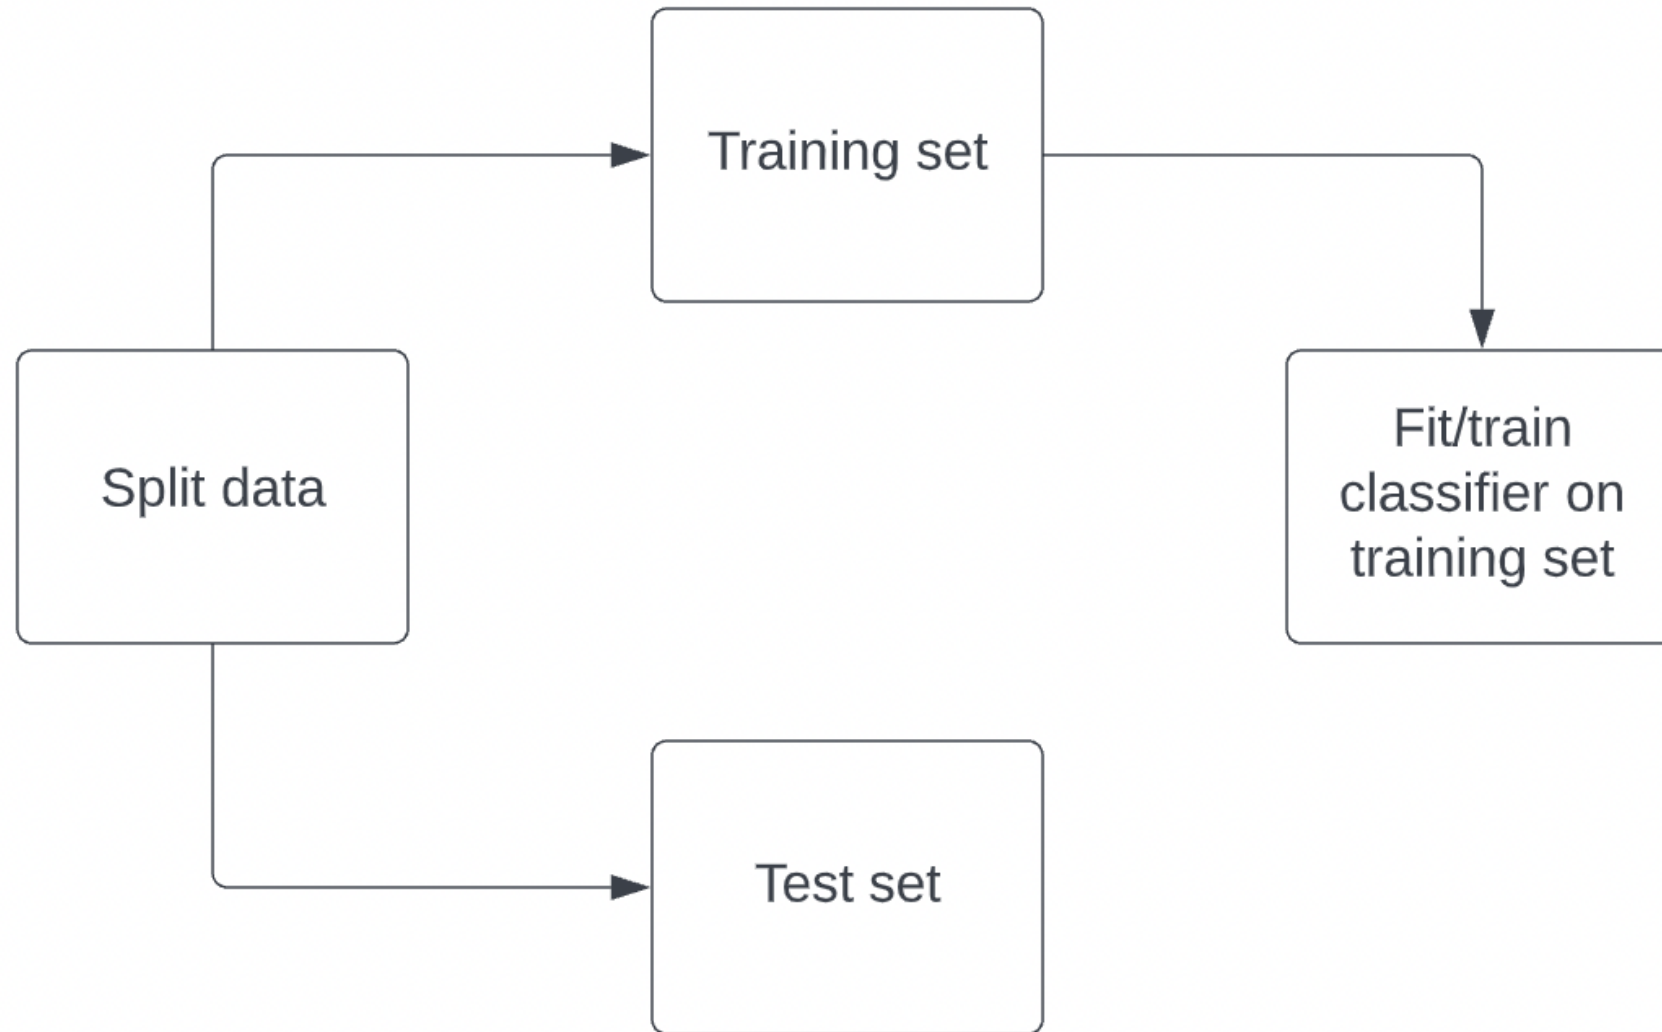 Training set
Split data
Fit/train
classifier on
training set
Test set